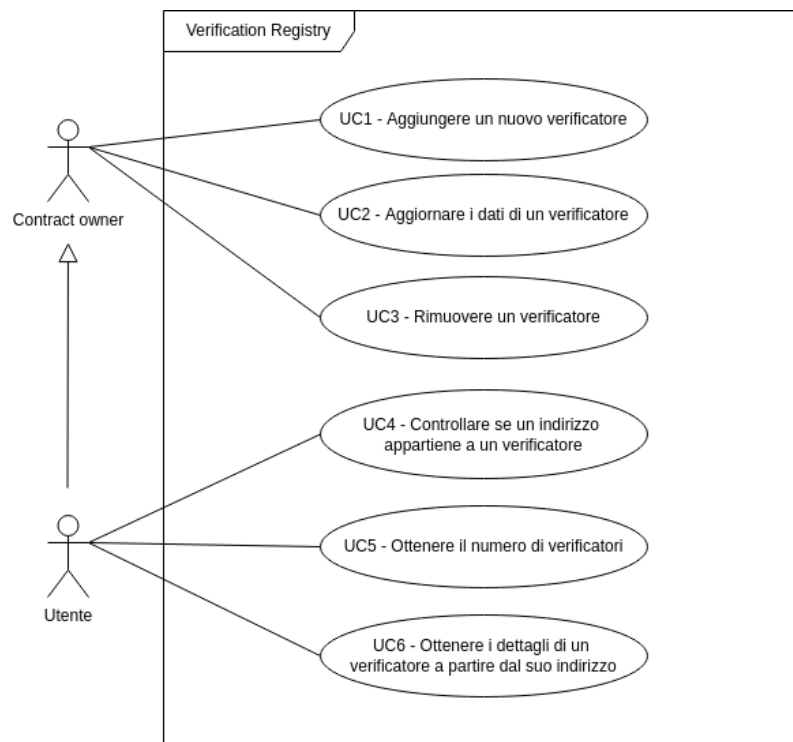 Verification Registry
UC1 - Aggiungere un nuovo verificatore
UC2 - Aggiornare i dati di un verificatore
Contract owner
UC3 - Rimuovere un verificatore
UC4 - Controllare se un indirizzo
appartiene a un verificatore
UC5 - Ottenere il numero di verificatori
Utente
UC6 - Ottenere i dettagli di un
verificatore a partire dal suo indirizzo